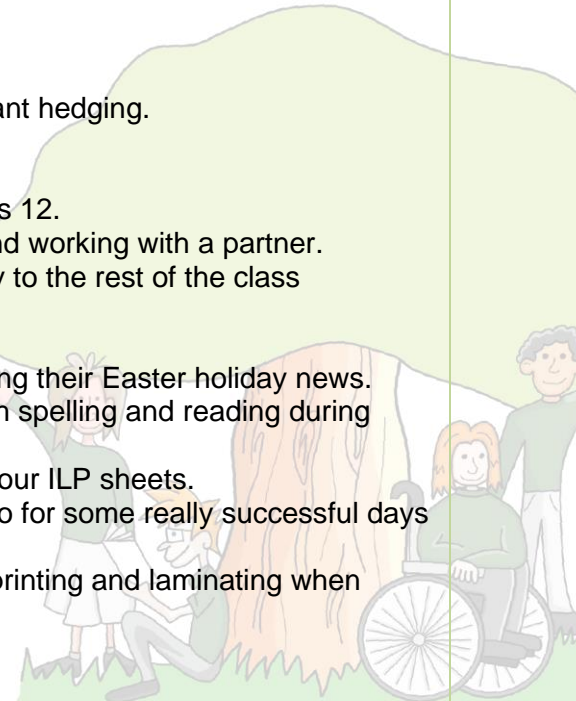 ant hedging.
s 12.
nd working with a partner.
y to the rest of the class
ng their Easter holiday news.
n spelling and reading during
our ILP sheets.
o for some really successful days
printing and laminating when